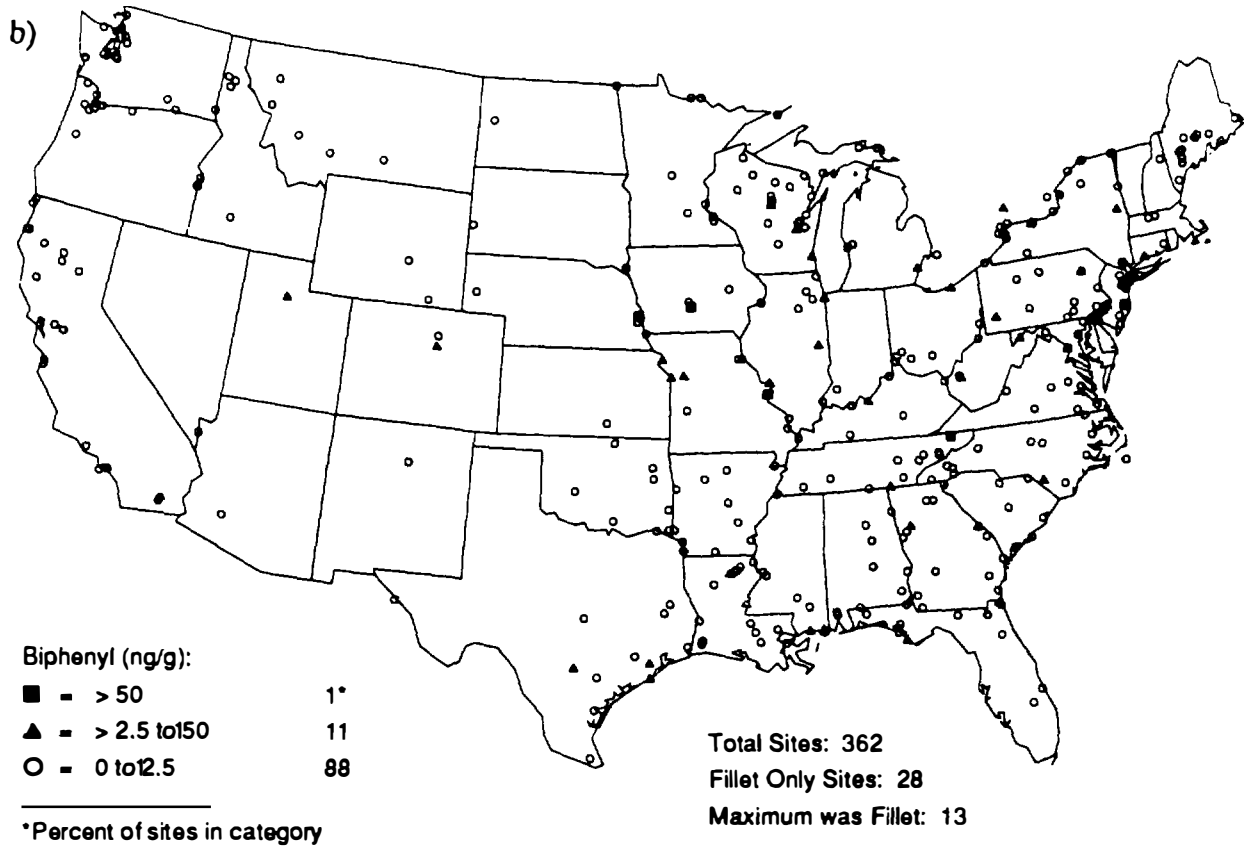 b)
Biphenyl (ng/g):
■ = > 50 1*
▲ = > 2.5 to150 11
○ = 0 to12.5 88
*Percent of sites in category
Total Sites: 362
Fillet Only Sites: 28
Maximum was Fillet: 13